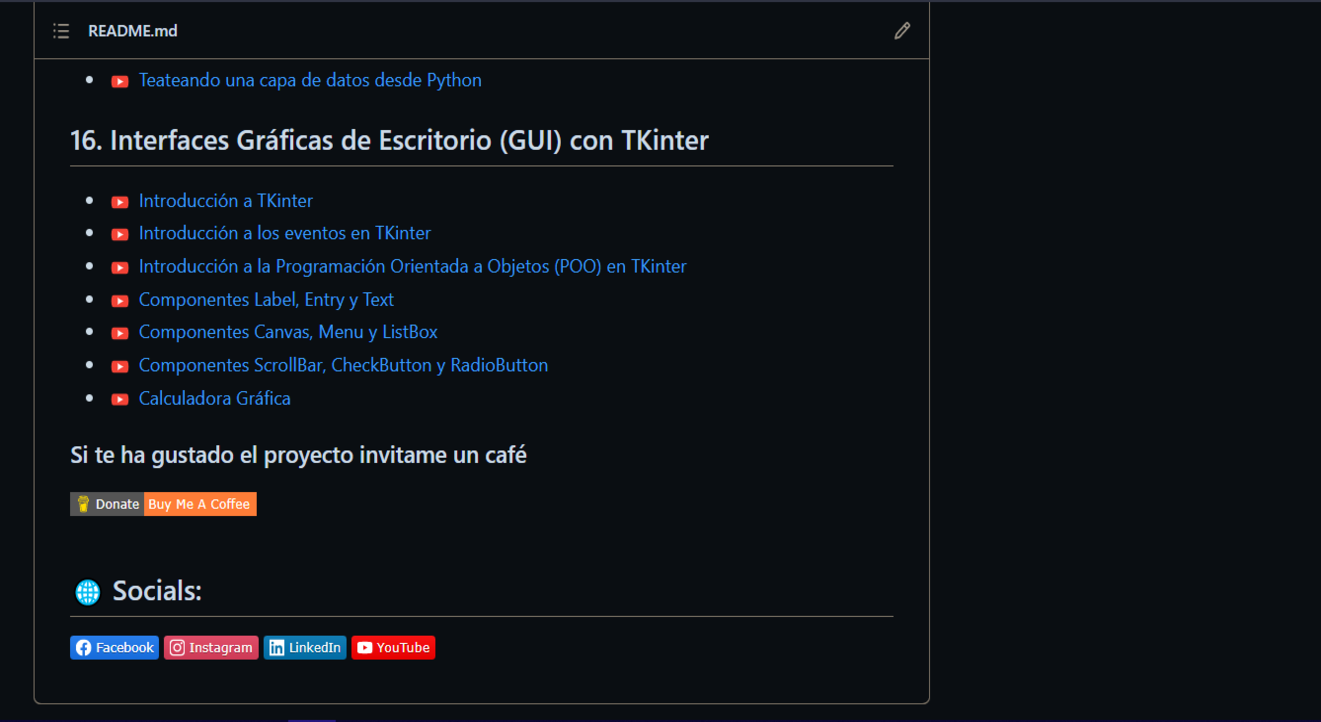 README.md
Teateando una capa de datos desde Python
16. Interfaces Gráficas de Escritorio (GUI) con TKinter
Introducción a TKinter
Introducción a los eventos en TKinter
Introducción a la Programación Orientada a Objetos (POO) en TKinter
Componentes Label, Entry y Text
Componentes Canvas, Menu y ListBox
Componentes ScrollBar, CheckButton y RadioButton
Calculadora Gráfica
Si te ha gustado el proyecto invitame un café
Donate Buy Me A Coffee
Socials:
Facebook Instagram LinkedIn YouTube